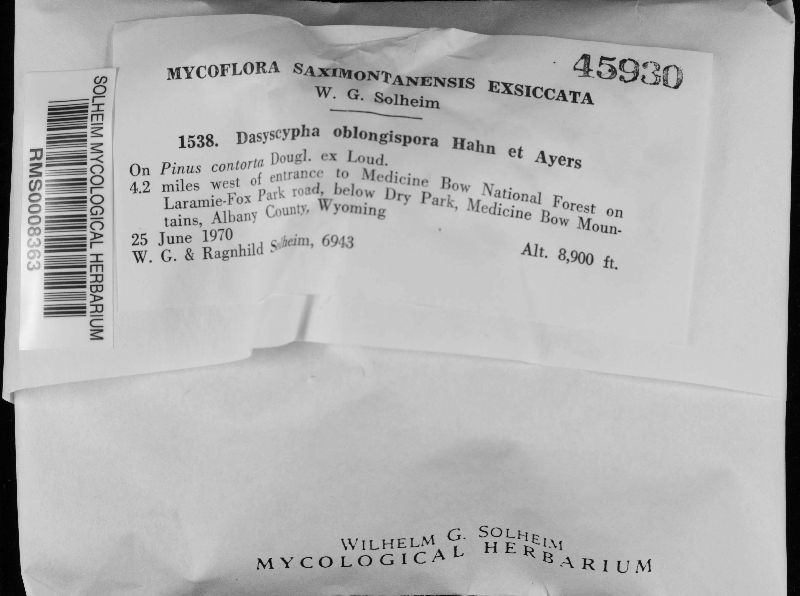 SOLHEIM MYCOLOGICAL HERBARIUM
RMS0008363
45930
MYCOFLORA SAXIMONTANENSIS EXSICCATA
W. G. Solheim
1538. Dasyscypha oblongispora Hahn et Ayers
On Pinus contorta Dougl. ex Loud.
4.2 miles west of entrance to Medicine Bow National Forest on
Laramie-Fox Park road, below Dry Park, Medicine Bow Moun-
tains, Albany County, Wyoming
25 June 1970
Alt. 8,900 ft.
W. G. & Ragnhild Solheim, 6943
WILHELM G. SOLHEIM
MYCOLOGICAL HERBARIUM